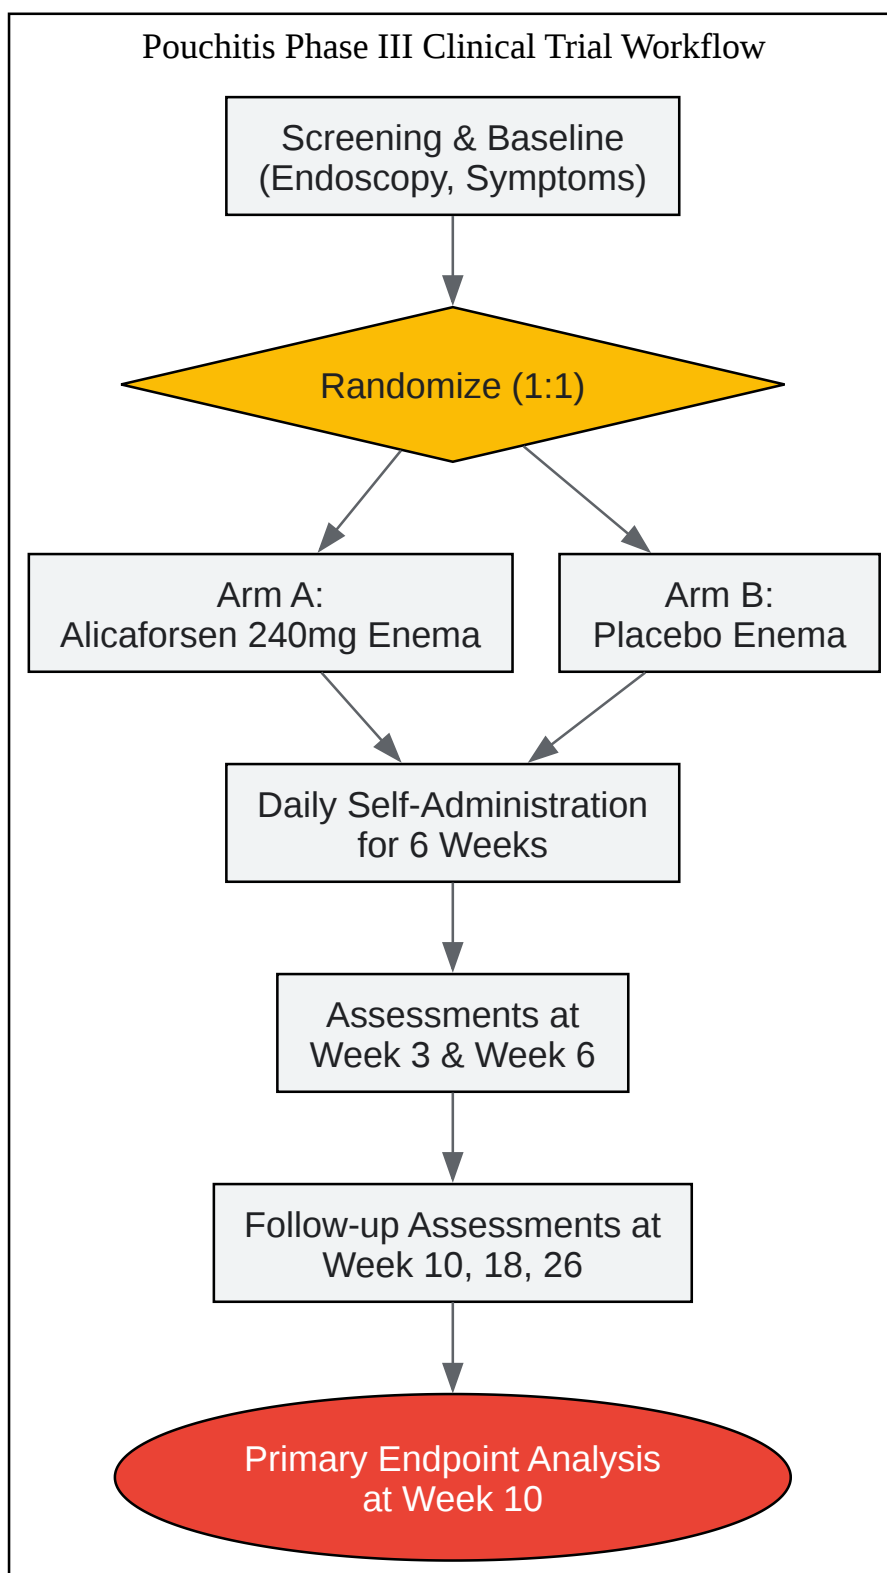 Pouchitis Phase III Clinical Trial Workflow
Screening & Baseline
(Endoscopy, Symptoms)
Randomize (1:1)
Arm A:
Alicaforsen 240mg Enema
Arm B:
Placebo Enema
Daily Self-Administration
for 6 Weeks
Assessments at
Week 3 & Week 6
Follow-up Assessments at
Week 10, 18, 26
Primary Endpoint Analysis
at Week 10